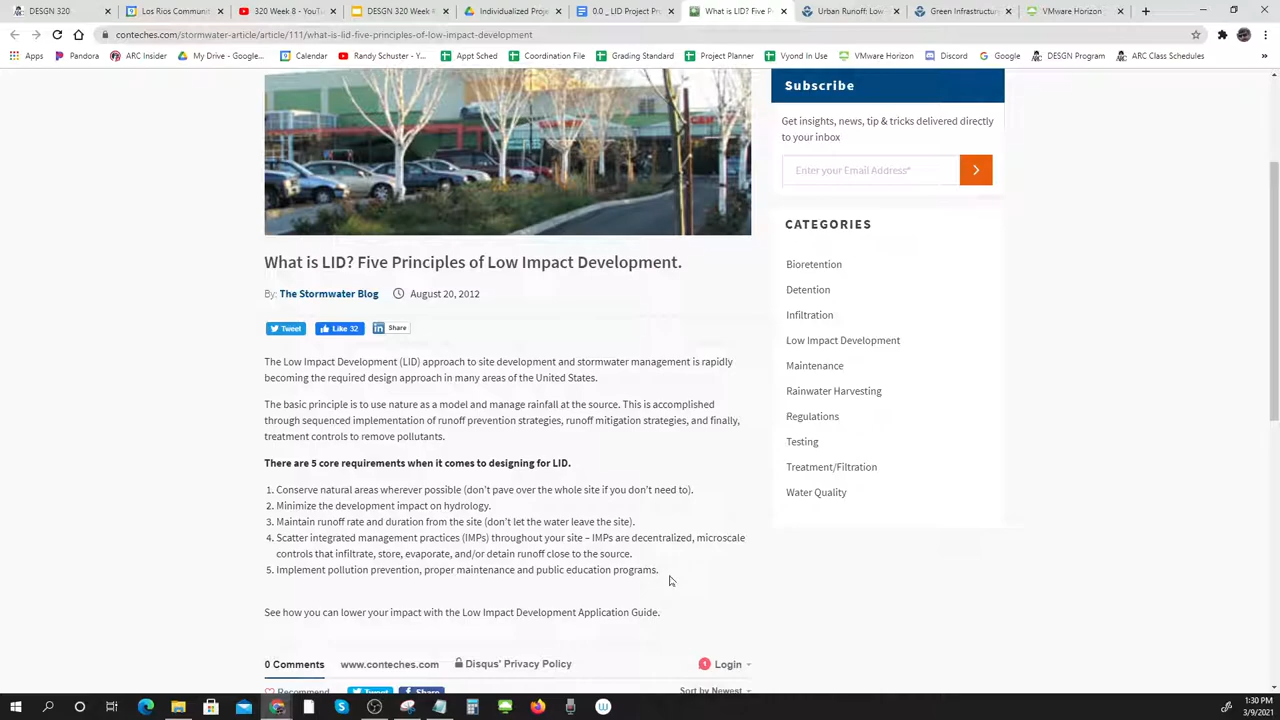 DESGN 320
Los Rios Communit
320 Week 8 - YouTu
DESGN 320 Week
Individualized Proje
0.0 _ LID Project Pr
What is LID? Five P
Urban Runoff: Low
Green Infrastructur
VMware Horizon
conteches.com/stormwater-article/article/111/what-is-lid-five-principles-of-low-impact-development
Apps Pandora ARC Insider My Drive - Google... Calendar Randy Schuster - Y... Appt Sched Coordination File Grading Standard Project Planner Vyond In Use VMware Horizon Discord Google DESGN Program ARC Class Schedules
Subscribe
Get insights, news, tip & tricks delivered directly
to your inbox
Enter your Email Address*
CATEGORIES
Bioretention
Detention
Infiltration
Low Impact Development
Maintenance
Rainwater Harvesting
Regulations
Testing
Treatment/Filtration
Water Quality
What is LID? Five Principles of Low Impact Development.
By: The Stormwater Blog August 20, 2012
Tweet Like 32 Share
The Low Impact Development (LID) approach to site development and stormwater management is rapidly
becoming the required design approach in many areas of the United States.
The basic principle is to use nature as a model and manage rainfall at the source. This is accomplished
through sequenced implementation of runoff prevention strategies, runoff mitigation strategies, and finally,
treatment controls to remove pollutants.
There are 5 core requirements when it comes to designing for LID.
1. Conserve natural areas wherever possible (don't pave over the whole site if you don't need to).
2. Minimize the development impact on hydrology.
3. Maintain runoff rate and duration from the site (don't let the water leave the site).
4. Scatter integrated management practices (IMPs) throughout your site – IMPs are decentralized, microscale
controls that infiltrate, store, evaporate, and/or detain runoff close to the source.
5. Implement pollution prevention, proper maintenance and public education programs.
See how you can lower your impact with the Low Impact Development Application Guide.
0 Comments www.conteches.com Disqus' Privacy Policy 1 Login
Recommend Tweet Share Sort by Newest
1:30 PM
3/9/2021